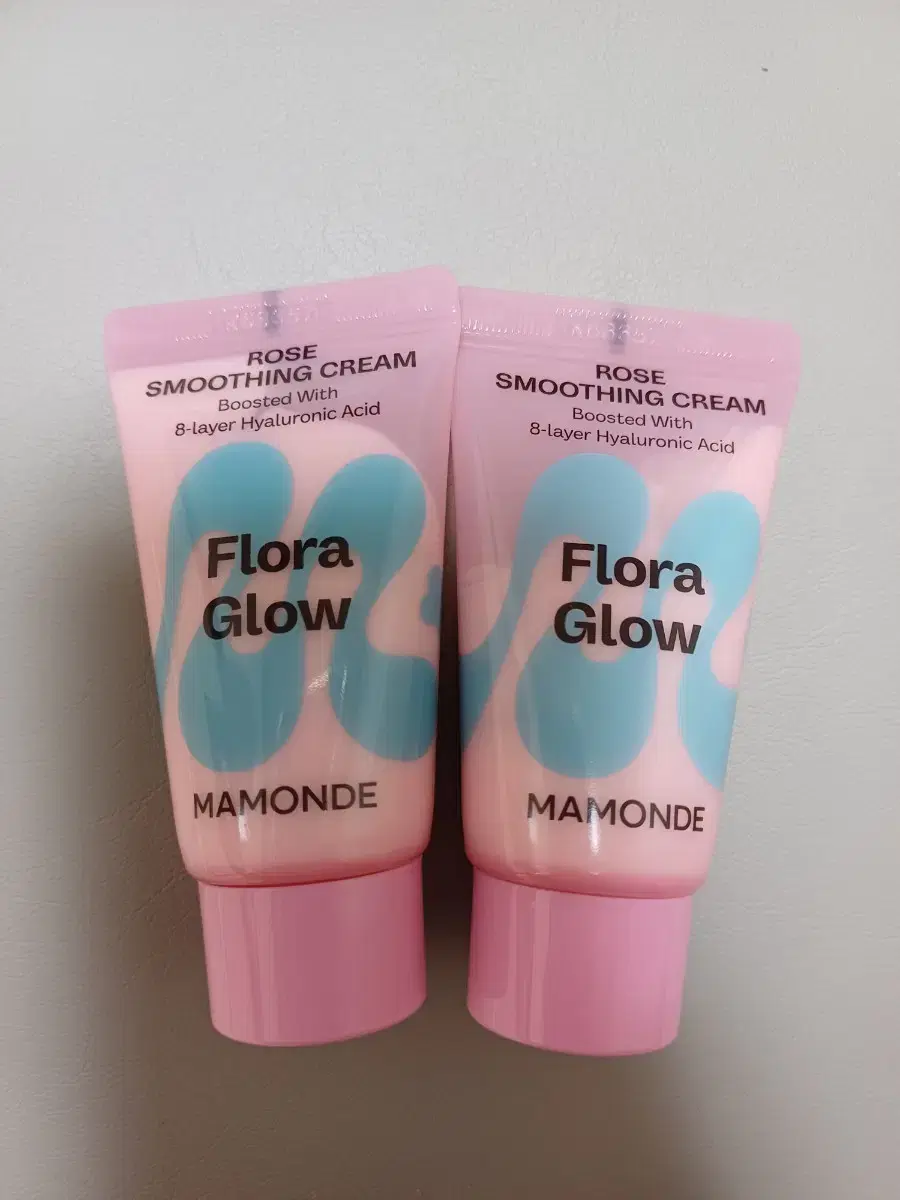 ROSE
SMOOTHING CREAM
Boosted With
8-layer Hyaluronic Acid
Flora
Glow
MAMONDE
ROSE
SMOOTHING CREAM
Boosted With
8-layer Hyaluronic Acid
Flora
Glow
MAMONDE